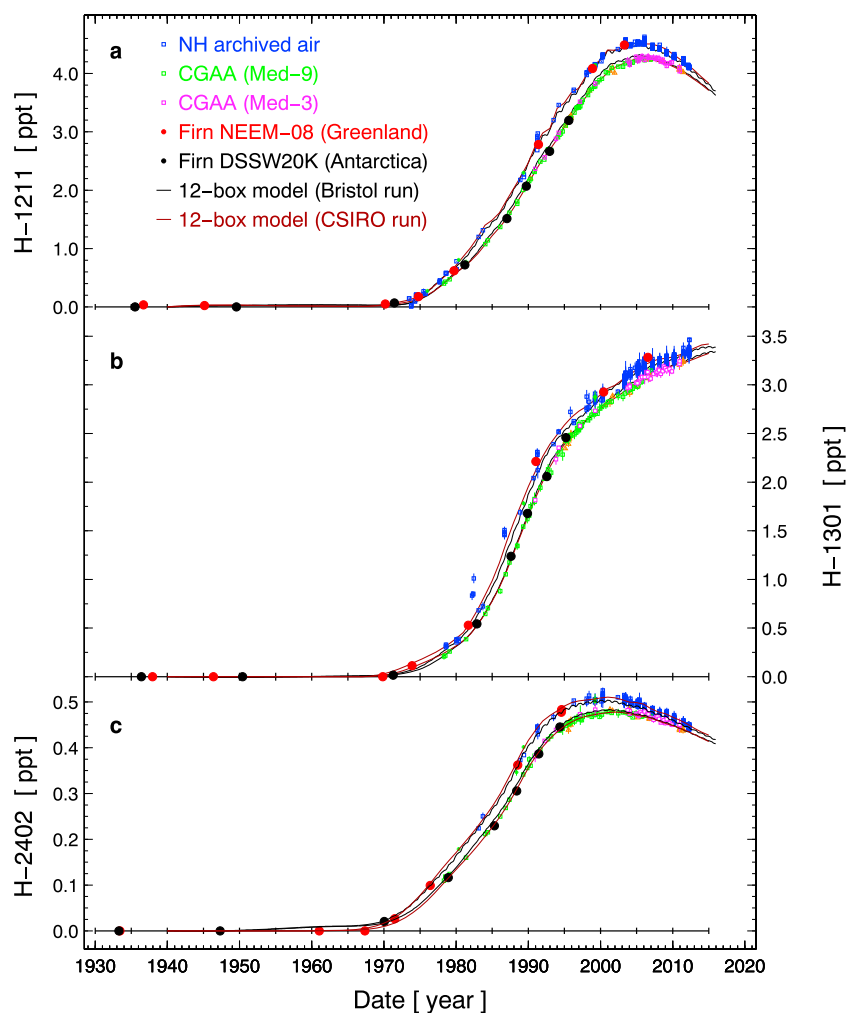 a
NH archived air
CGAA (Med−9)
CGAA (Med−3)
Firn NEEM−08 (Greenland)
Firn DSSW20K (Antarctica)
12−box model (Bristol run)
12−box model (CSIRO run)
H−1211 [ ppt ]
4.0
3.0
2.0
1.0
0.0
b
H−1301 [ ppt ]
3.5
3.0
2.5
2.0
1.5
1.0
0.5
0.0
c
H−2402 [ ppt ]
0.5
0.4
0.3
0.2
0.1
0.0
1930 1940 1950 1960 1970 1980 1990 2000 2010 2020
Date [ year ]